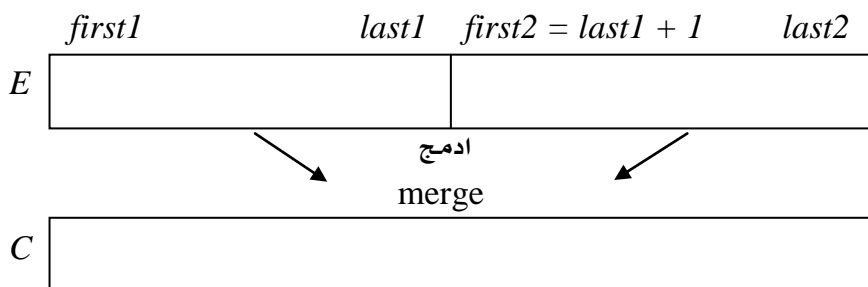 first1 last1 first2 = last1 + 1 last2
E
ادمج
merge
C